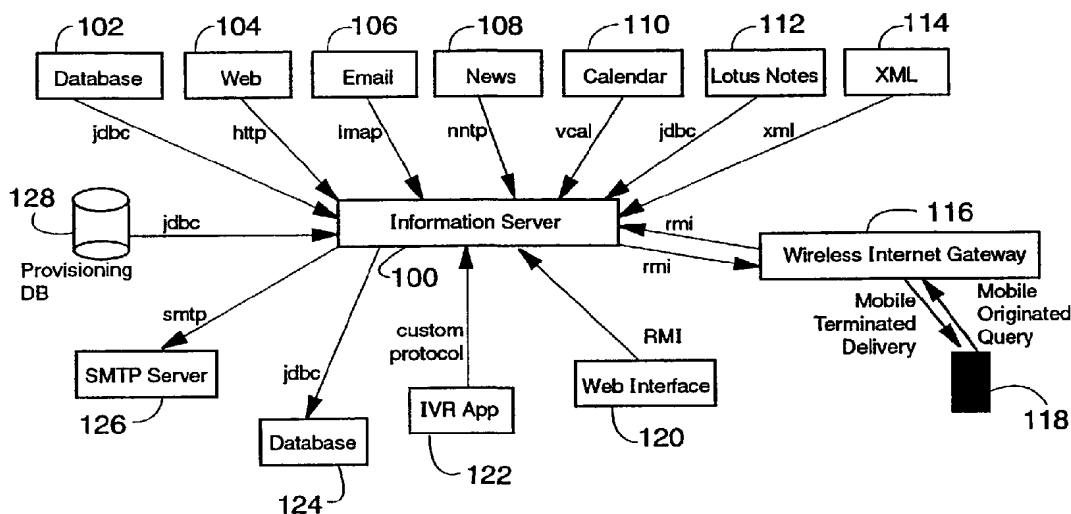 102 104 106 108 110 112 114
Database Web Email News Calendar Lotus Notes XML
jdbc http imap nntp vcal jdbc xml
128 jdbc Information Server rmi 116
Provisioning
DB
100 rmi Wireless Internet Gateway
smtp custom
protocol RMI Mobile
Terminated
Delivery Mobile
Originated
Query
SMTP Server jdbc IVR App Web Interface
126 Database 122 120 118
124